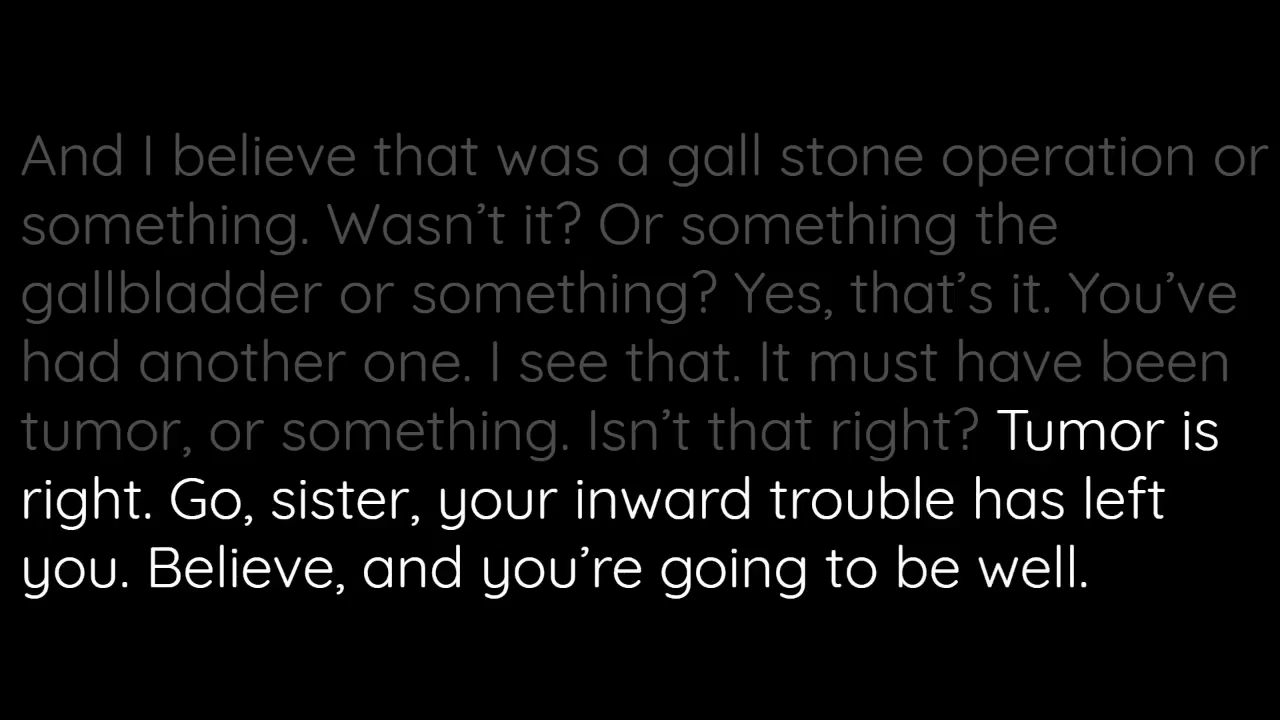 And I believe that was a gall stone operation or
something. Wasn’t it? Or something the
gallbladder or something? Yes, that’s it. You’ve
had another one. I see that. It must have been
tumor, or something. Isn’t that right? Tumor is
right. Go, sister, your inward trouble has left
you. Believe, and you’re going to be well.